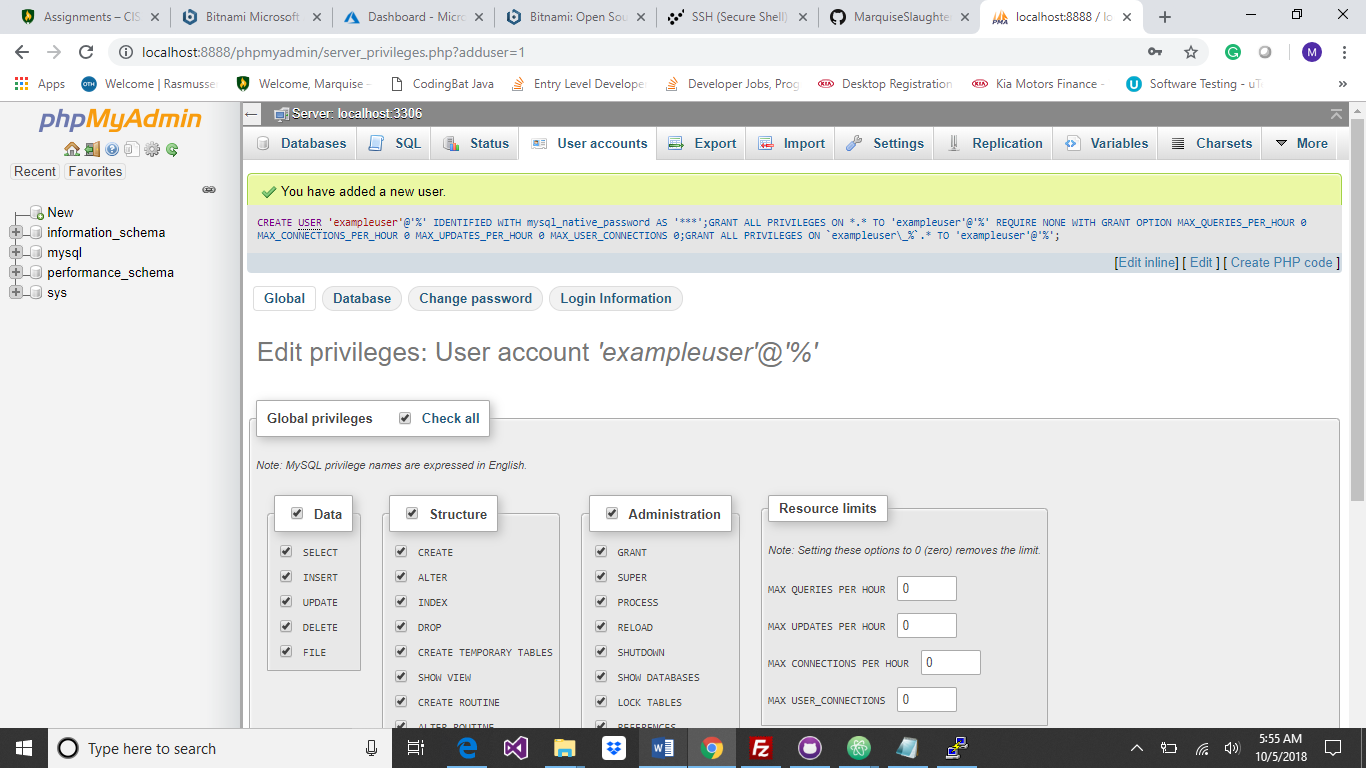 Assignments – CIS
Bitnami Microsoft
Dashboard - Micro
Bitnami: Open Sou
SSH (Secure Shell)
MarquiseSlaughte
localhost:8888 / lo
localhost:8888/phpmyadmin/server_privileges.php?adduser=1
M
Apps
Welcome | Rasmusse
Welcome, Marquise –
CodingBat Java
Entry Level Develope
Developer Jobs, Prog
Desktop Registration
Kia Motors Finance -
Software Testing - uT
phpMyAdmin
Recent
Favorites
New
information_schema
mysql
performance_schema
sys
Server: localhost:3306
Databases
SQL
Status
User accounts
Export
Import
Settings
Replication
Variables
Charsets
More
You have added a new user.
CREATE USER 'exampleuser'@'%' IDENTIFIED WITH mysql_native_password AS '***';GRANT ALL PRIVILEGES ON *.* TO 'exampleuser'@'%' REQUIRE NONE WITH GRANT OPTION MAX_QUERIES_PER_HOUR 0
MAX_CONNECTIONS_PER_HOUR 0 MAX_UPDATES_PER_HOUR 0 MAX_USER_CONNECTIONS 0;GRANT ALL PRIVILEGES ON `exampleuser\_%`.* TO 'exampleuser'@'%';
[Edit inline] [ Edit ] [ Create PHP code ]
Global
Database
Change password
Login Information
Edit privileges: User account 'exampleuser'@'%'
Global privileges
Check all
Note: MySQL privilege names are expressed in English.
Data
SELECT
INSERT
UPDATE
DELETE
FILE
Structure
CREATE
ALTER
INDEX
DROP
CREATE TEMPORARY TABLES
SHOW VIEW
CREATE ROUTINE
ALTER ROUTINE
Administration
GRANT
SUPER
PROCESS
RELOAD
SHUTDOWN
SHOW DATABASES
LOCK TABLES
REFERENCES
Resource limits
Note: Setting these options to 0 (zero) removes the limit.
MAX QUERIES PER HOUR 0
MAX UPDATES PER HOUR 0
MAX CONNECTIONS PER HOUR 0
MAX USER_CONNECTIONS 0
Type here to search
5:55 AM
10/5/2018